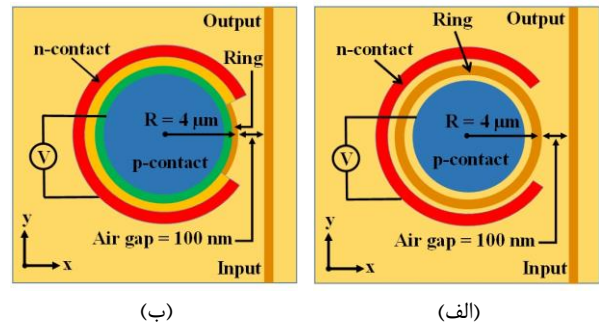 Output
n-contact
Ring
R = 4 μm
V
p-contact
y
Air gap = 100 nm
x
Input
(ب)
Ring
Output
n-contact
R = 4 μm
V
p-contact
y
Air gap = 100 nm
x
Input
(الف)